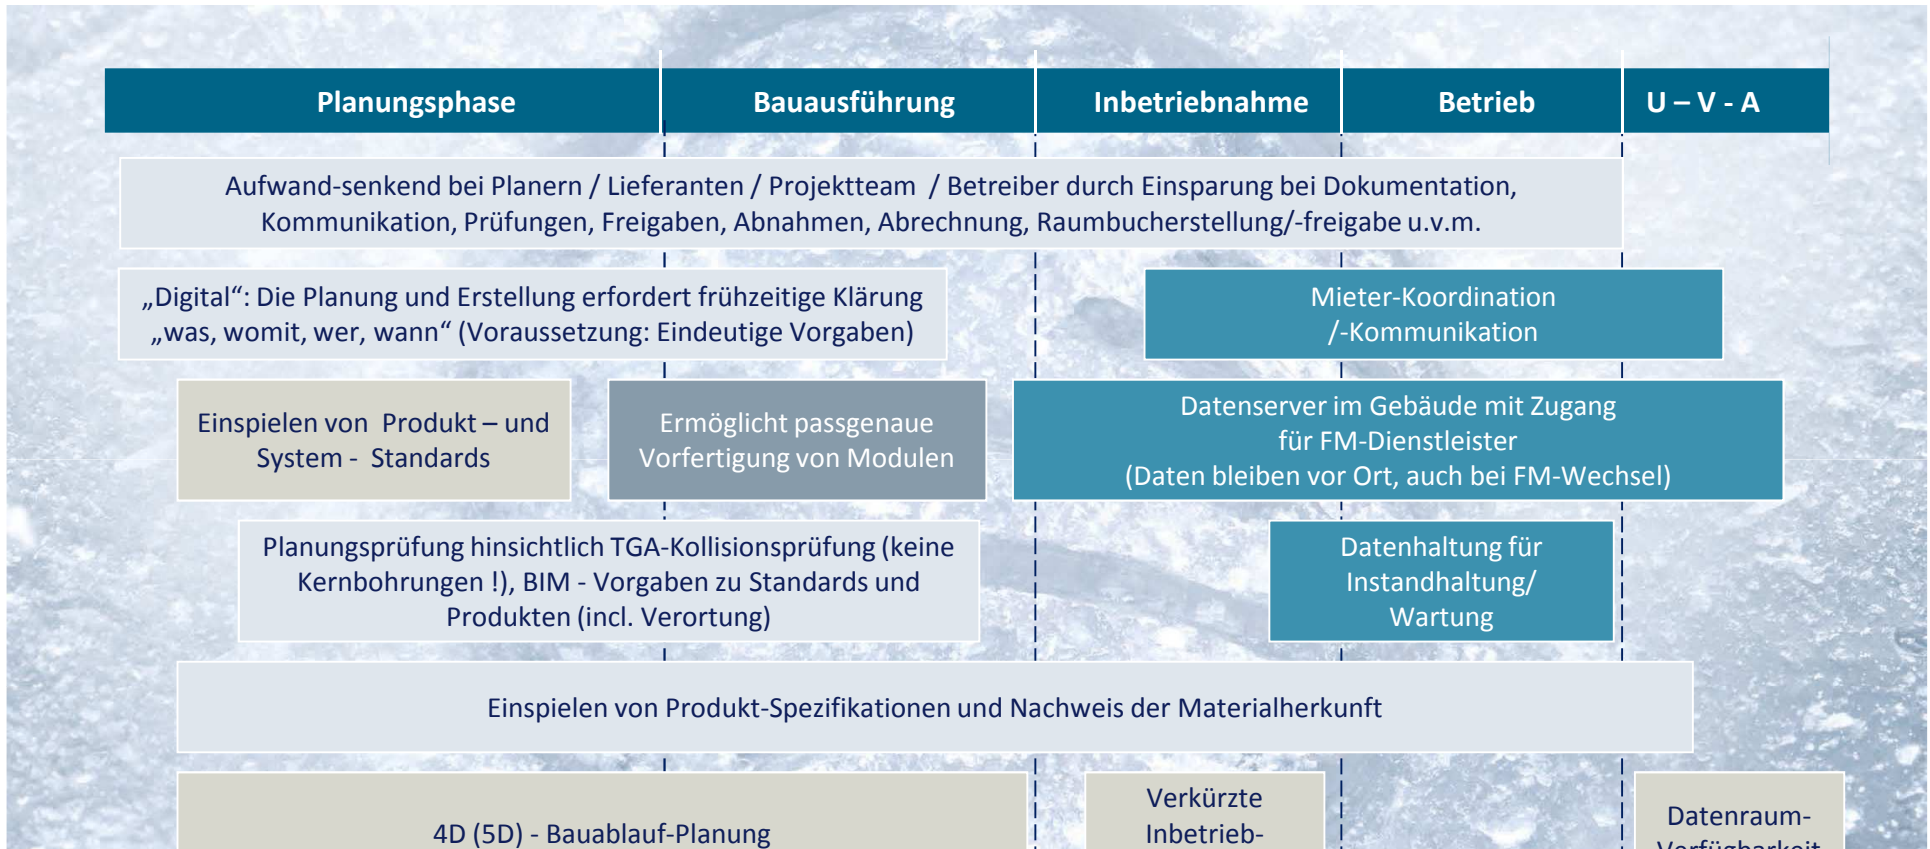 Planungsphase
Bauausführung
Inbetriebnahme
Betrieb
U – V - A
Aufwand-senkend bei Planern / Lieferanten / Projektteam / Betreiber durch Einsparung bei Dokumentation,
Kommunikation, Prüfungen, Freigaben, Abnahmen, Abrechnung, Raumbucherstellung/-freigabe u.v.m.
„Digital“: Die Planung und Erstellung erfordert frühzeitige Klärung
„was, womit, wer, wann“ (Voraussetzung: Eindeutige Vorgaben)
Mieter-Koordination
/-Kommunikation
Einspielen von Produkt – und
System - Standards
Ermöglicht passgenaue
Vorfertigung von Modulen
Datenserver im Gebäude mit Zugang
für FM-Dienstleister
(Daten bleiben vor Ort, auch bei FM-Wechsel)
Planungsprüfung hinsichtlich TGA-Kollisionsprüfung (keine
Kernbohrungen !), BIM - Vorgaben zu Standards und
Produkten (incl. Verortung)
Datenhaltung für
Instandhaltung/
Wartung
Einspielen von Produkt-Spezifikationen und Nachweis der Materialherkunft
4D (5D) - Bauablauf-Planung
Verkürzte
Inbetrieb-
Datenraum-
Verfügbarkeit